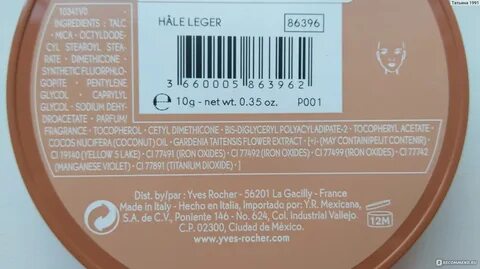 Татьяна 1991
1034190
HÂLE LEGER
86396
INGREDIENTS : TALC
MICA - OCTYLDODE-
CYL STEAROYL STEA-
RATE - DIMETHICONE -
SYNTHETIC FLUORPHLO-
GOPITE - PENTYLENE
GLYCOL - CAPRYLYL
GLYCOL - SODIUM DEHY-
DROACETATE - PARFUM/
3 660005 863962
e 10g - net wt. 0.35 oz. P001
FRAGRANCE - TOCOPHEROL - CETYL DIMETHICONE - BIS-DIGLYCERYL POLYACYLADIPATE-2 - TOCOPHERYL ACETATE -
COCOS NUCIFERA (COCONUT) OIL - GARDENIA TAITENSIS FLOWER EXTRACT - [+/- (MAY CONTAIN/PEUT CONTENIR)
CI 19140 (YELLOW 5 LAKE) - CI 77491 (IRON OXIDES) - CI 77492 (IRON OXIDES) - CI 77499 (IRON OXIDES) - CI 77742
(MANGANESE VIOLET) - CI 77891 (TITANIUM DIOXIDE) ]
Dist. by/par : Yves Rocher - 56201 La Gacilly - France
Made in Italy - Hecho en Italia, Importado por: Y.R. Mexicana,
S.A. de C.V., Poniente 146 - No. 624, Col. Industrial Vallejo
C.P. 02300, Ciudad de México.
www.yves-rocher.com
12M
RECOMMEND.RU